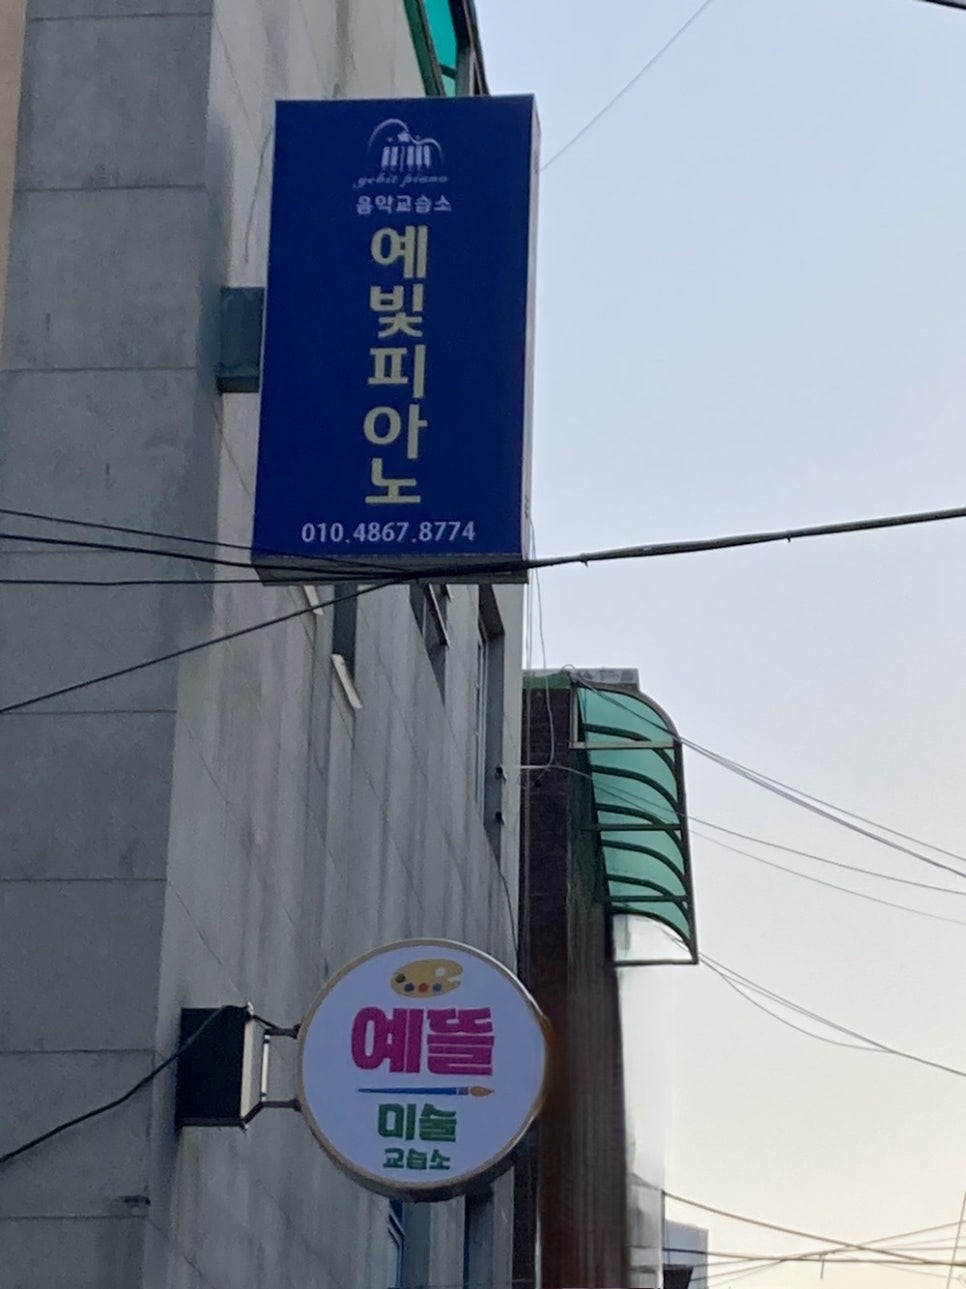 yebit piano
음악교습소
예빛피아노
010.4867.8774
예뜰
미술
교습소